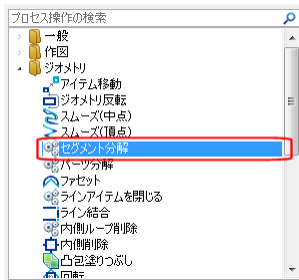 プロセス操作の検索
一般
作図
ジオメトリ
アイテム移動
ジオメトリ反転
スムーズ(中点)
スムーズ(頂点)
セグメント分解
パーツ分解
ファセット
ラインアイテムを閉じる
ライン結合
内側ループ削除
内側削除
凸包塗りつぶし
回転